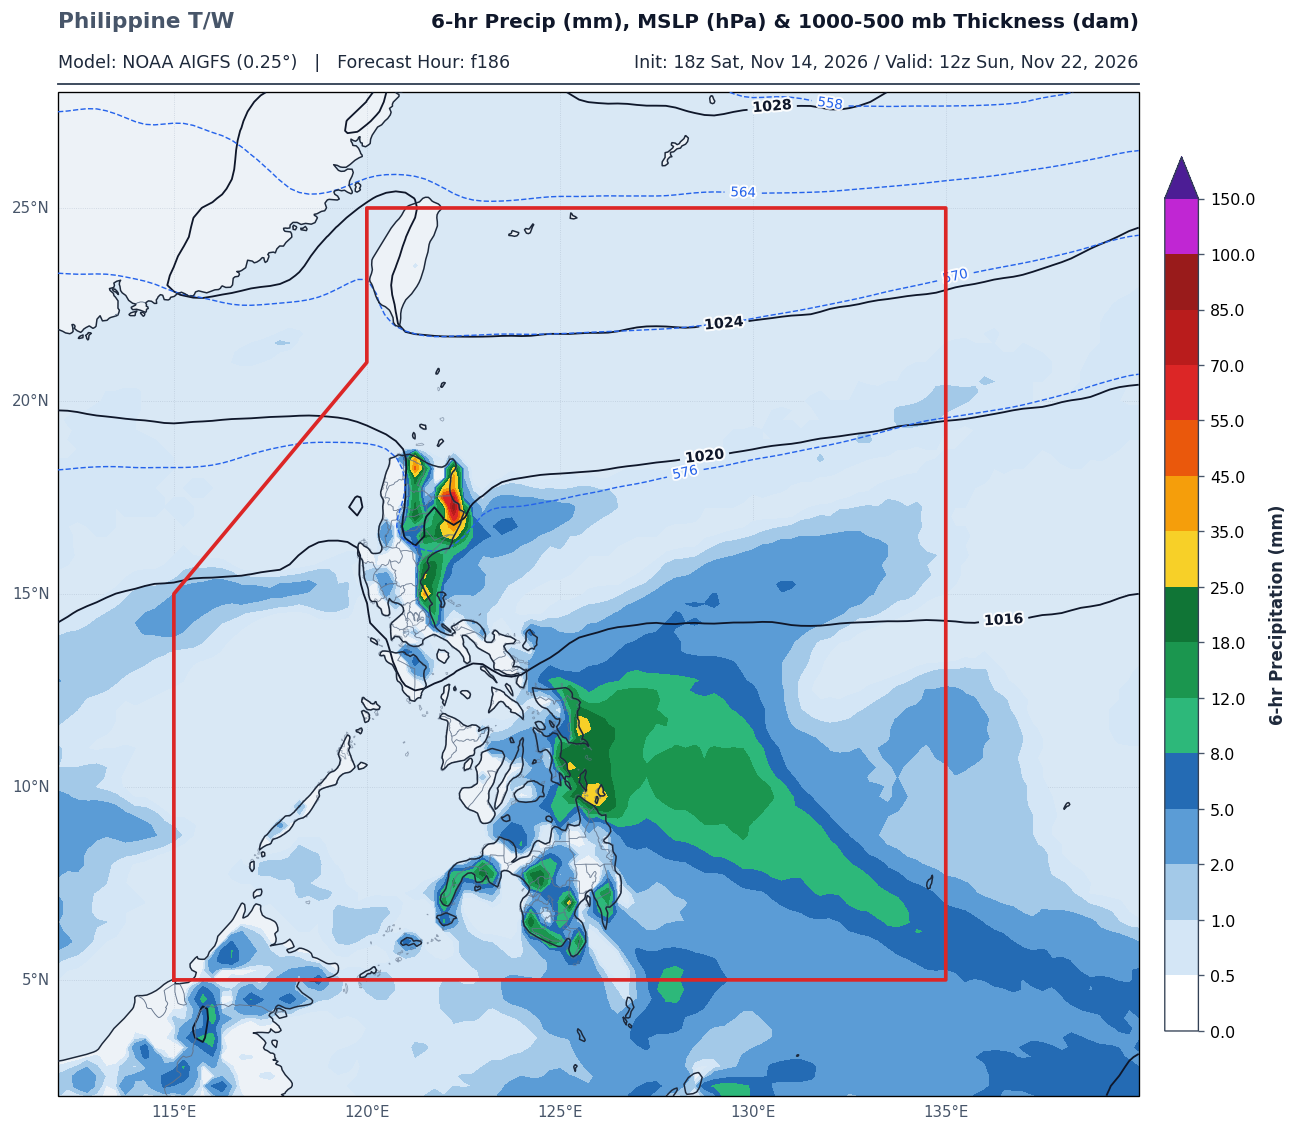 Philippine T/W
6-hr Precip (mm), MSLP (hPa) & 1000-500 mb Thickness (dam)
Model: NOAA AIGFS (0.25°) | Forecast Hour: f186
Init: 18z Sat, Nov 14, 2026 / Valid: 12z Sun, Nov 22, 2026
1028
558
564
570
1024
1020
576
1016
25°N
20°N
15°N
10°N
5°N
115°E
120°E
125°E
130°E
135°E
150.0
100.0
85.0
70.0
55.0
45.0
35.0
25.0
18.0
12.0
8.0
5.0
2.0
1.0
0.5
0.0
6-hr Precipitation (mm)